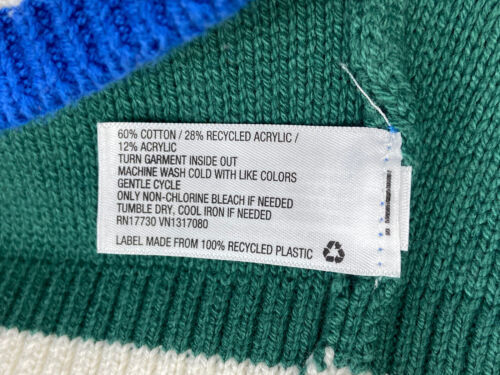 60% COTTON / 28% RECYCLED ACRYLIC /
12% ACRYLIC
TURN GARMENT INSIDE OUT
MACHINE WASH COLD WITH LIKE COLORS
GENTLE CYCLE
ONLY NON-CHLORINE BLEACH IF NEEDED
TUMBLE DRY, COOL IRON IF NEEDED
RN17730 VN1317080
LABEL MADE FROM 100% RECYCLED PLASTIC